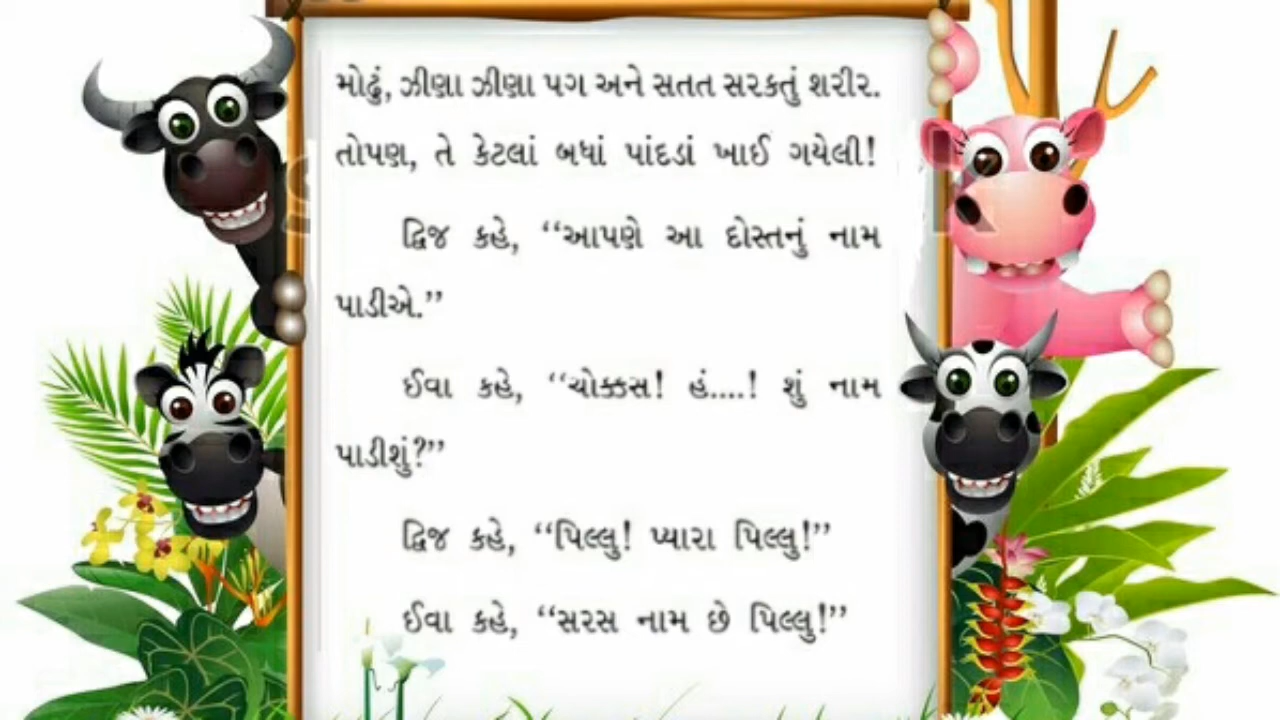 મોઢું, ઝીણા ઝીણા પગ અને સતત સરકતું શરીર.
તોપણ, તે કેટલાં બધાં પાંદડાં ખાઈ ગયેલી!
દ્વિજ કહે, “આપણે આ દોસ્તનું નામ
પાડીએ.”
ઈવા કહે, “ચોક્કસ! હં....! શું નામ
પાડીશું?”
દ્વિજ કહે, “પિલ્લુ! પ્યારા પિલ્લુ!”
ઈવા કહે, “સરસ નામ છે પિલ્લુ!”